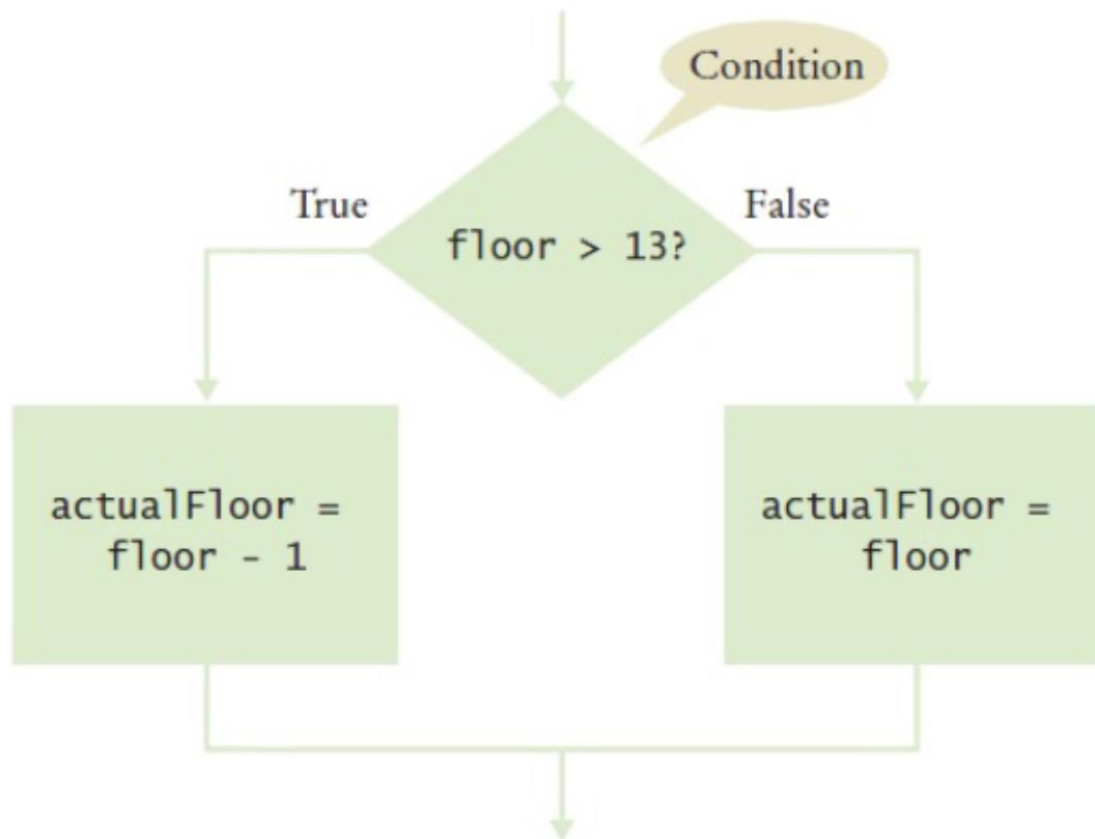 Condition
True
False
floor > 13?
actualFloor =
floor - 1
actualFloor =
floor